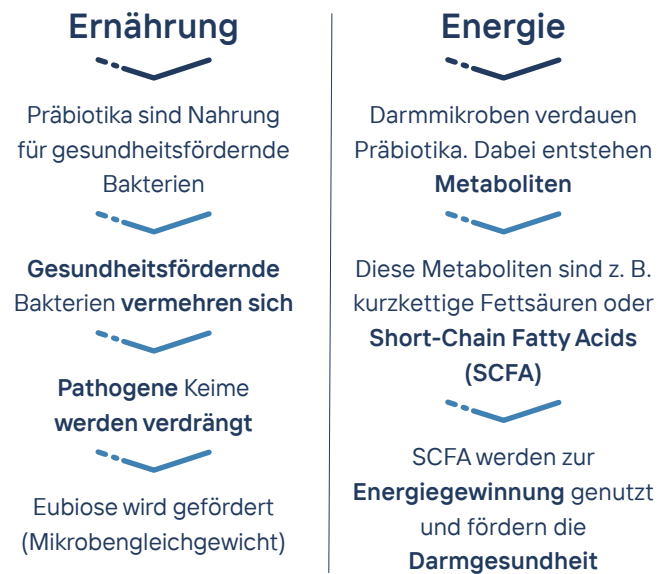 Ernährung
Präbiotika sind Nahrung
für gesundheitsfördernde
Bakterien
Gesundheitsfördernde
Bakterien vermehren sich
Pathogene Keime
werden verdrängt
Eubiose wird gefördert
(Mikrobengleichgewicht)
Energie
Darmmikroben verdauen
Präbiotika. Dabei entstehen
Metaboliten
Diese Metaboliten sind z. B.
kurzkettige Fettsäuren oder
Short-Chain Fatty Acids
(SCFA)
SCFA werden zur
Energiegewinnung genutzt
und fördern die
Darmgesundheit